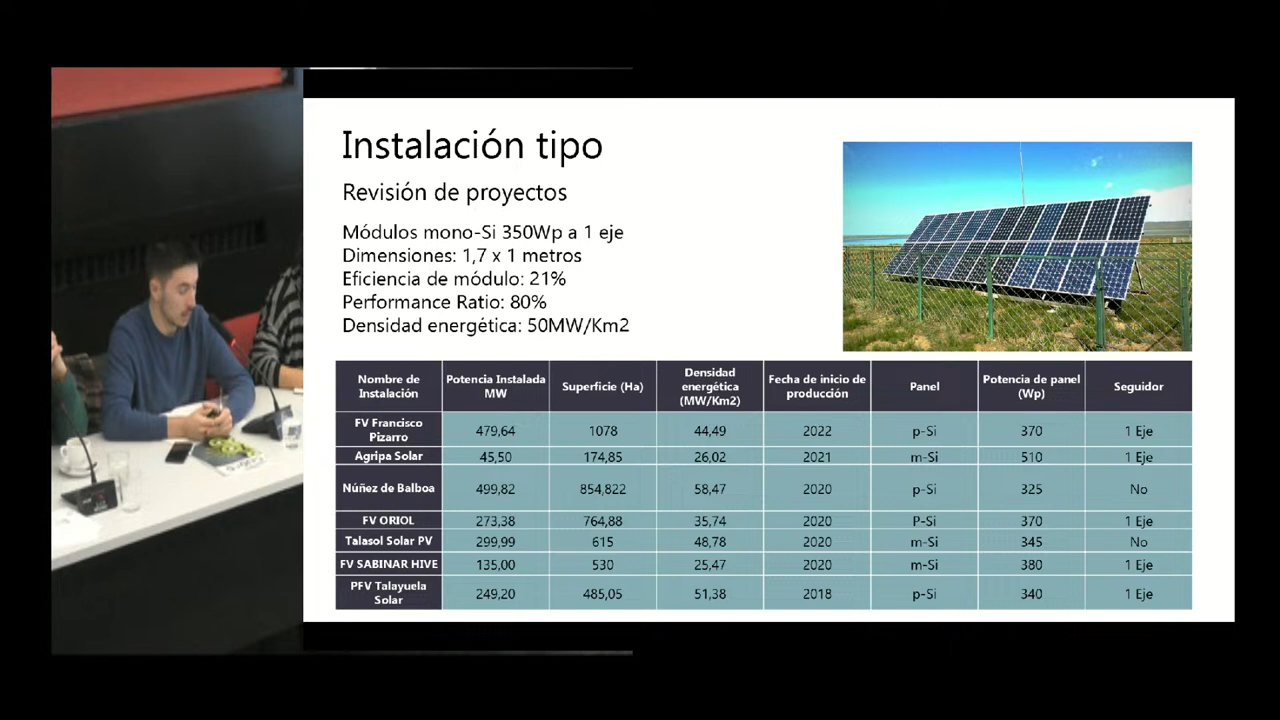 Instalación tipo
Revisión de proyectos
Módulos mono-Si 350Wp a 1 eje
Dimensiones: 1,7 x 1 metros
Eficiencia de módulo: 21%
Performance Ratio: 80%
Densidad energética: 50MW/Km2
Nombre de Instalación Potencia Instalada MW Superficie (Ha) Densidad energética (MW/Km2) Fecha de inicio de producción Panel Potencia de panel (Wp) Seguidor
FV Francisco Pizarro 479,64 1078 44,49 2022 p-Si 370 1 Eje
Agripa Solar 45,50 174,85 26,02 2021 m-Si 510 1 Eje
Núñez de Balboa 499,82 854,822 58,47 2020 p-Si 325 No
FV ORIOL 273,38 764,88 35,74 2020 P-Si 370 1 Eje
Talasol Solar PV 299,99 615 48,78 2020 m-Si 345 No
FV SABINAR HIVE 135,00 530 25,47 2020 m-Si 380 1 Eje
PFV Talayuela Solar 249,20 485,05 51,38 2018 p-Si 340 1 Eje